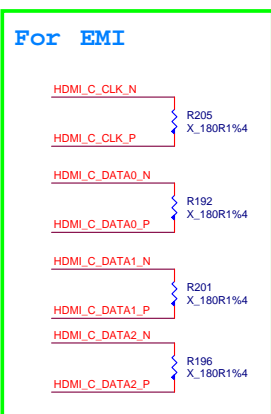 For EMI
HDMI_C_CLK_N
R205
X_180R1%4
HDMI_C_CLK_P
HDMI_C_DATA0_N
R192
X_180R1%4
HDMI_C_DATA0_P
HDMI_C_DATA1_N
R201
X_180R1%4
HDMI_C_DATA1_P
HDMI_C_DATA2_N
R196
X_180R1%4
HDMI_C_DATA2_P